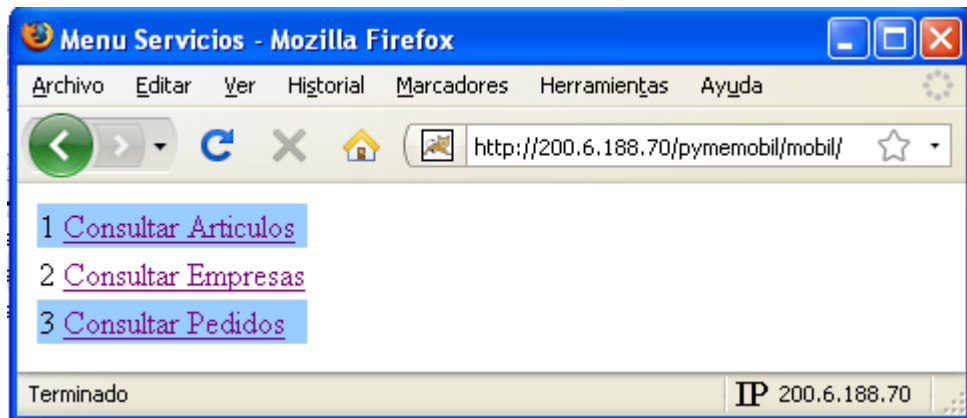 Menu Servicios - Mozilla Firefox
Archivo Editar Ver Historial Marcadores Herramientas Ayuda
http://200.6.188.70/pymemobil/mobil/
1 Consultar Articulos
2 Consultar Empresas
3 Consultar Pedidos
Terminado IP 200.6.188.70